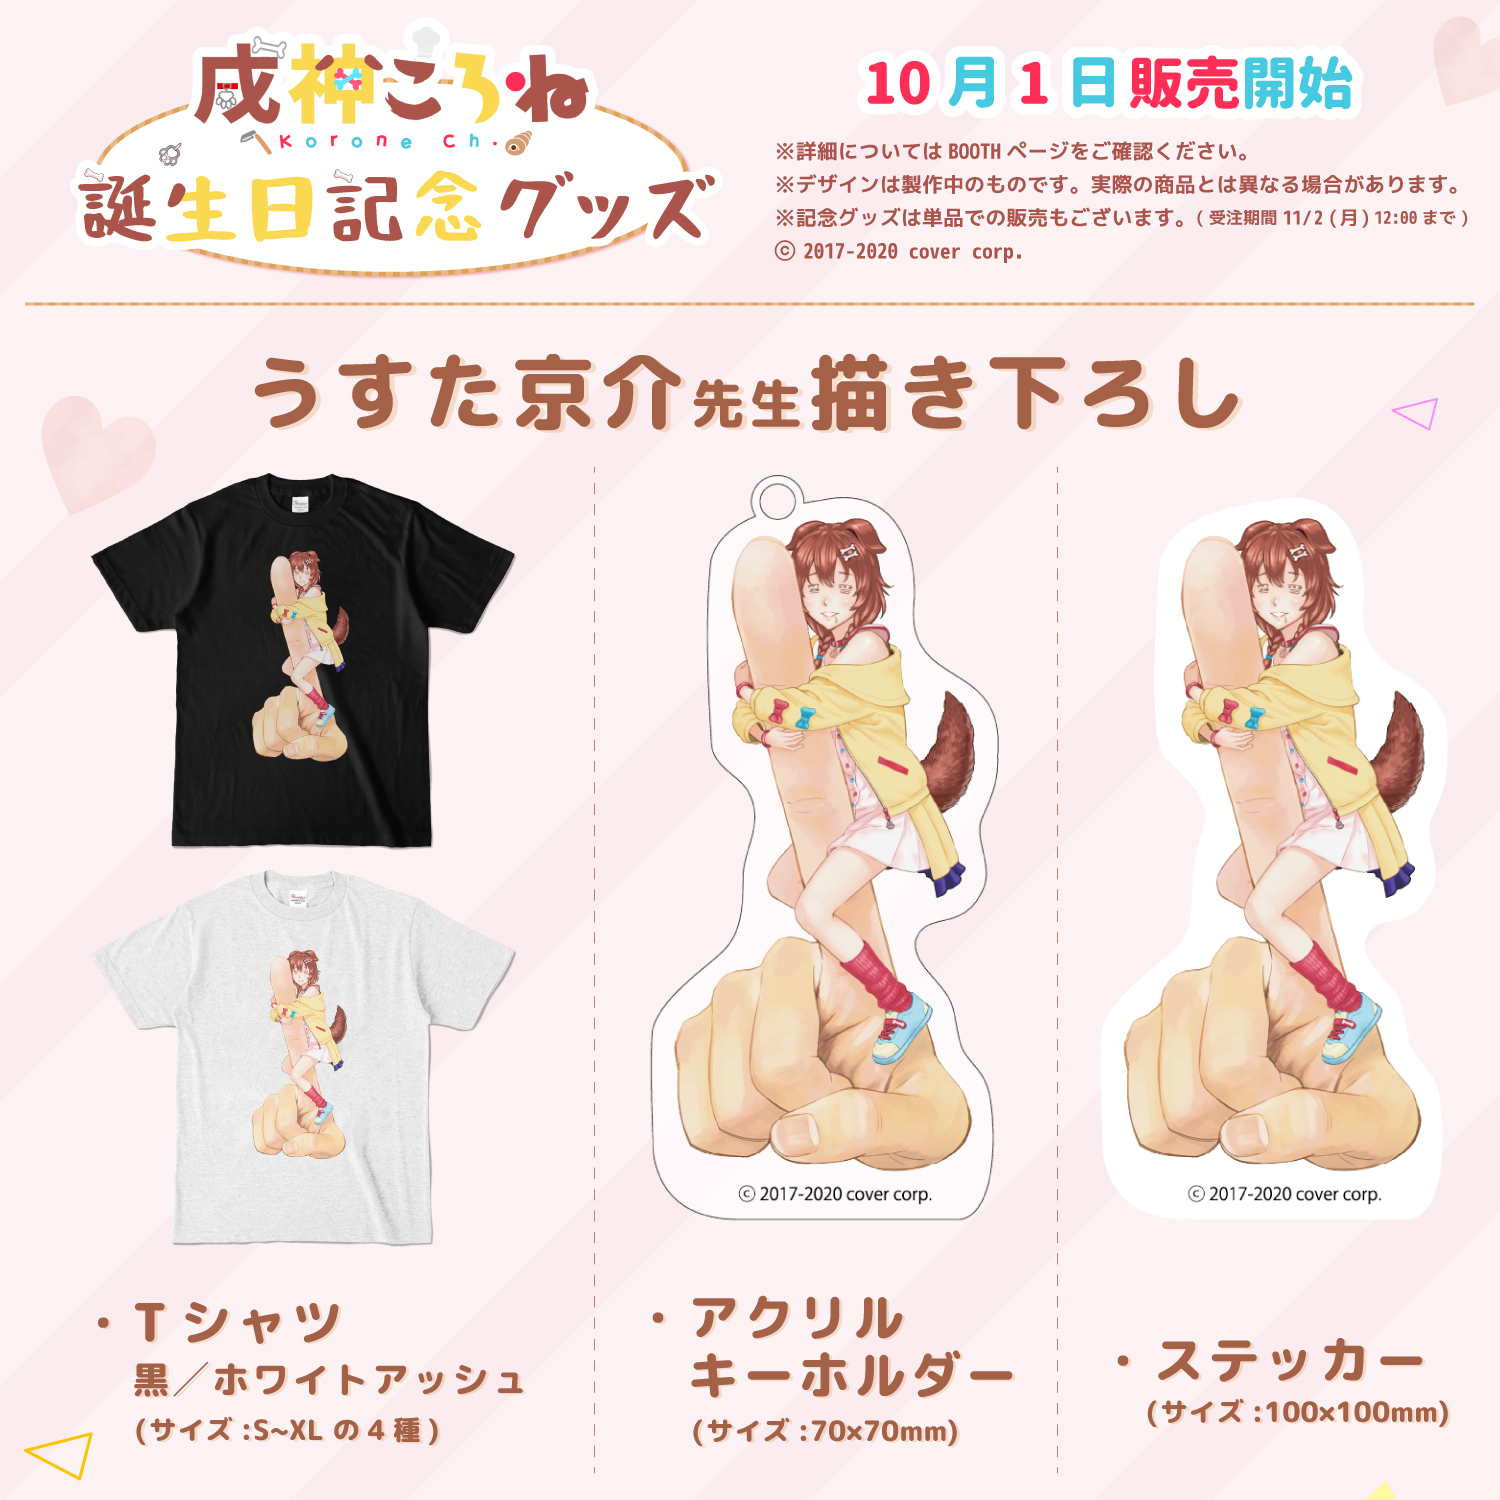 戌神ころね
Korone Ch.
誕生日記念グッズ
10月1日販売開始
※詳細についてはBOOTHページをご確認ください。
※デザインは製作中のものです。実際の商品とは異なる場合があります。
※記念グッズは単品での販売もございます。(受注期間 11/2(月)12:00まで)
ⓒ 2017-2020 cover corp.
うすた京介先生描き下ろし
・Tシャツ
黒／ホワイトアッシュ
(サイズ:S~XLの4種)
ⓒ 2017-2020 cover corp.
・アクリル
キーホルダー
(サイズ:70×70mm)
ⓒ 2017-2020 cover corp.
・ステッカー
(サイズ:100×100mm)